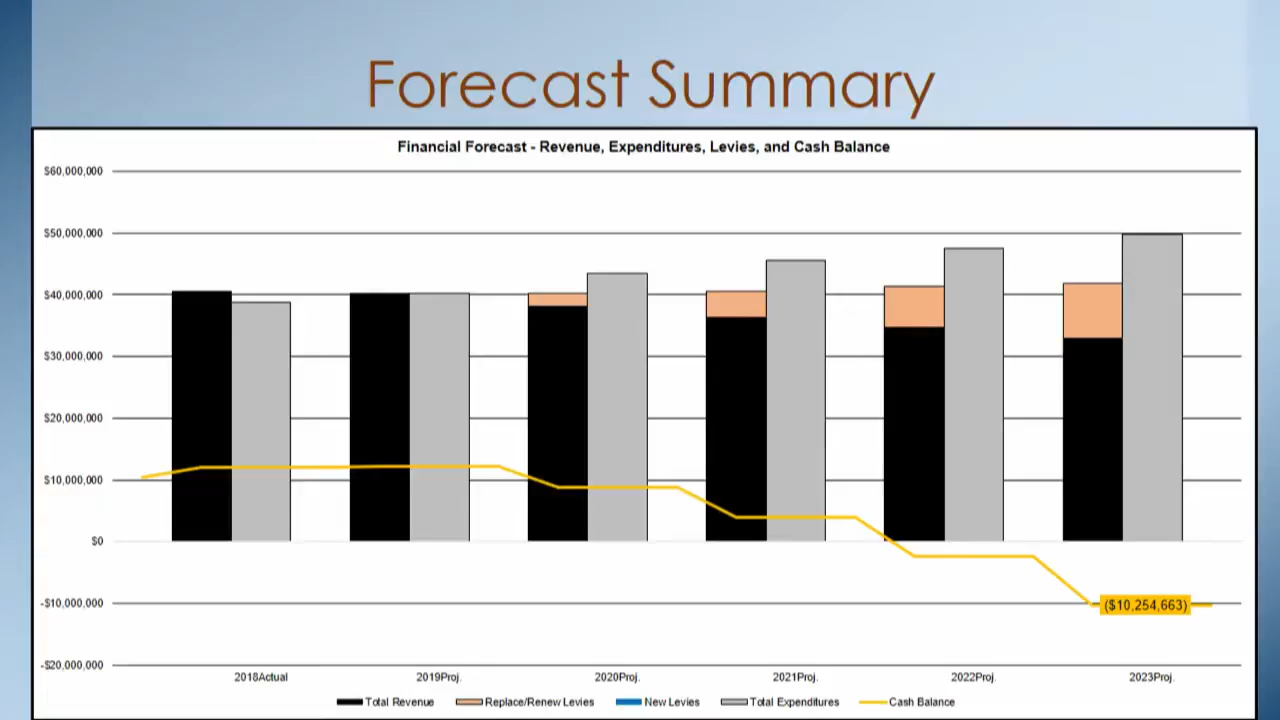 Forecast Summary
Financial Forecast - Revenue, Expenditures, Levies, and Cash Balance
$60,000,000
$50,000,000
$40,000,000
$30,000,000
$20,000,000
$10,000,000
$0
-$10,000,000
-$20,000,000
($10,254,663)
2018Actual 2019Proj. 2020Proj. 2021Proj. 2022Proj. 2023Proj.
Total Revenue Replace/Renew Levies New Levies Total Expenditures Cash Balance